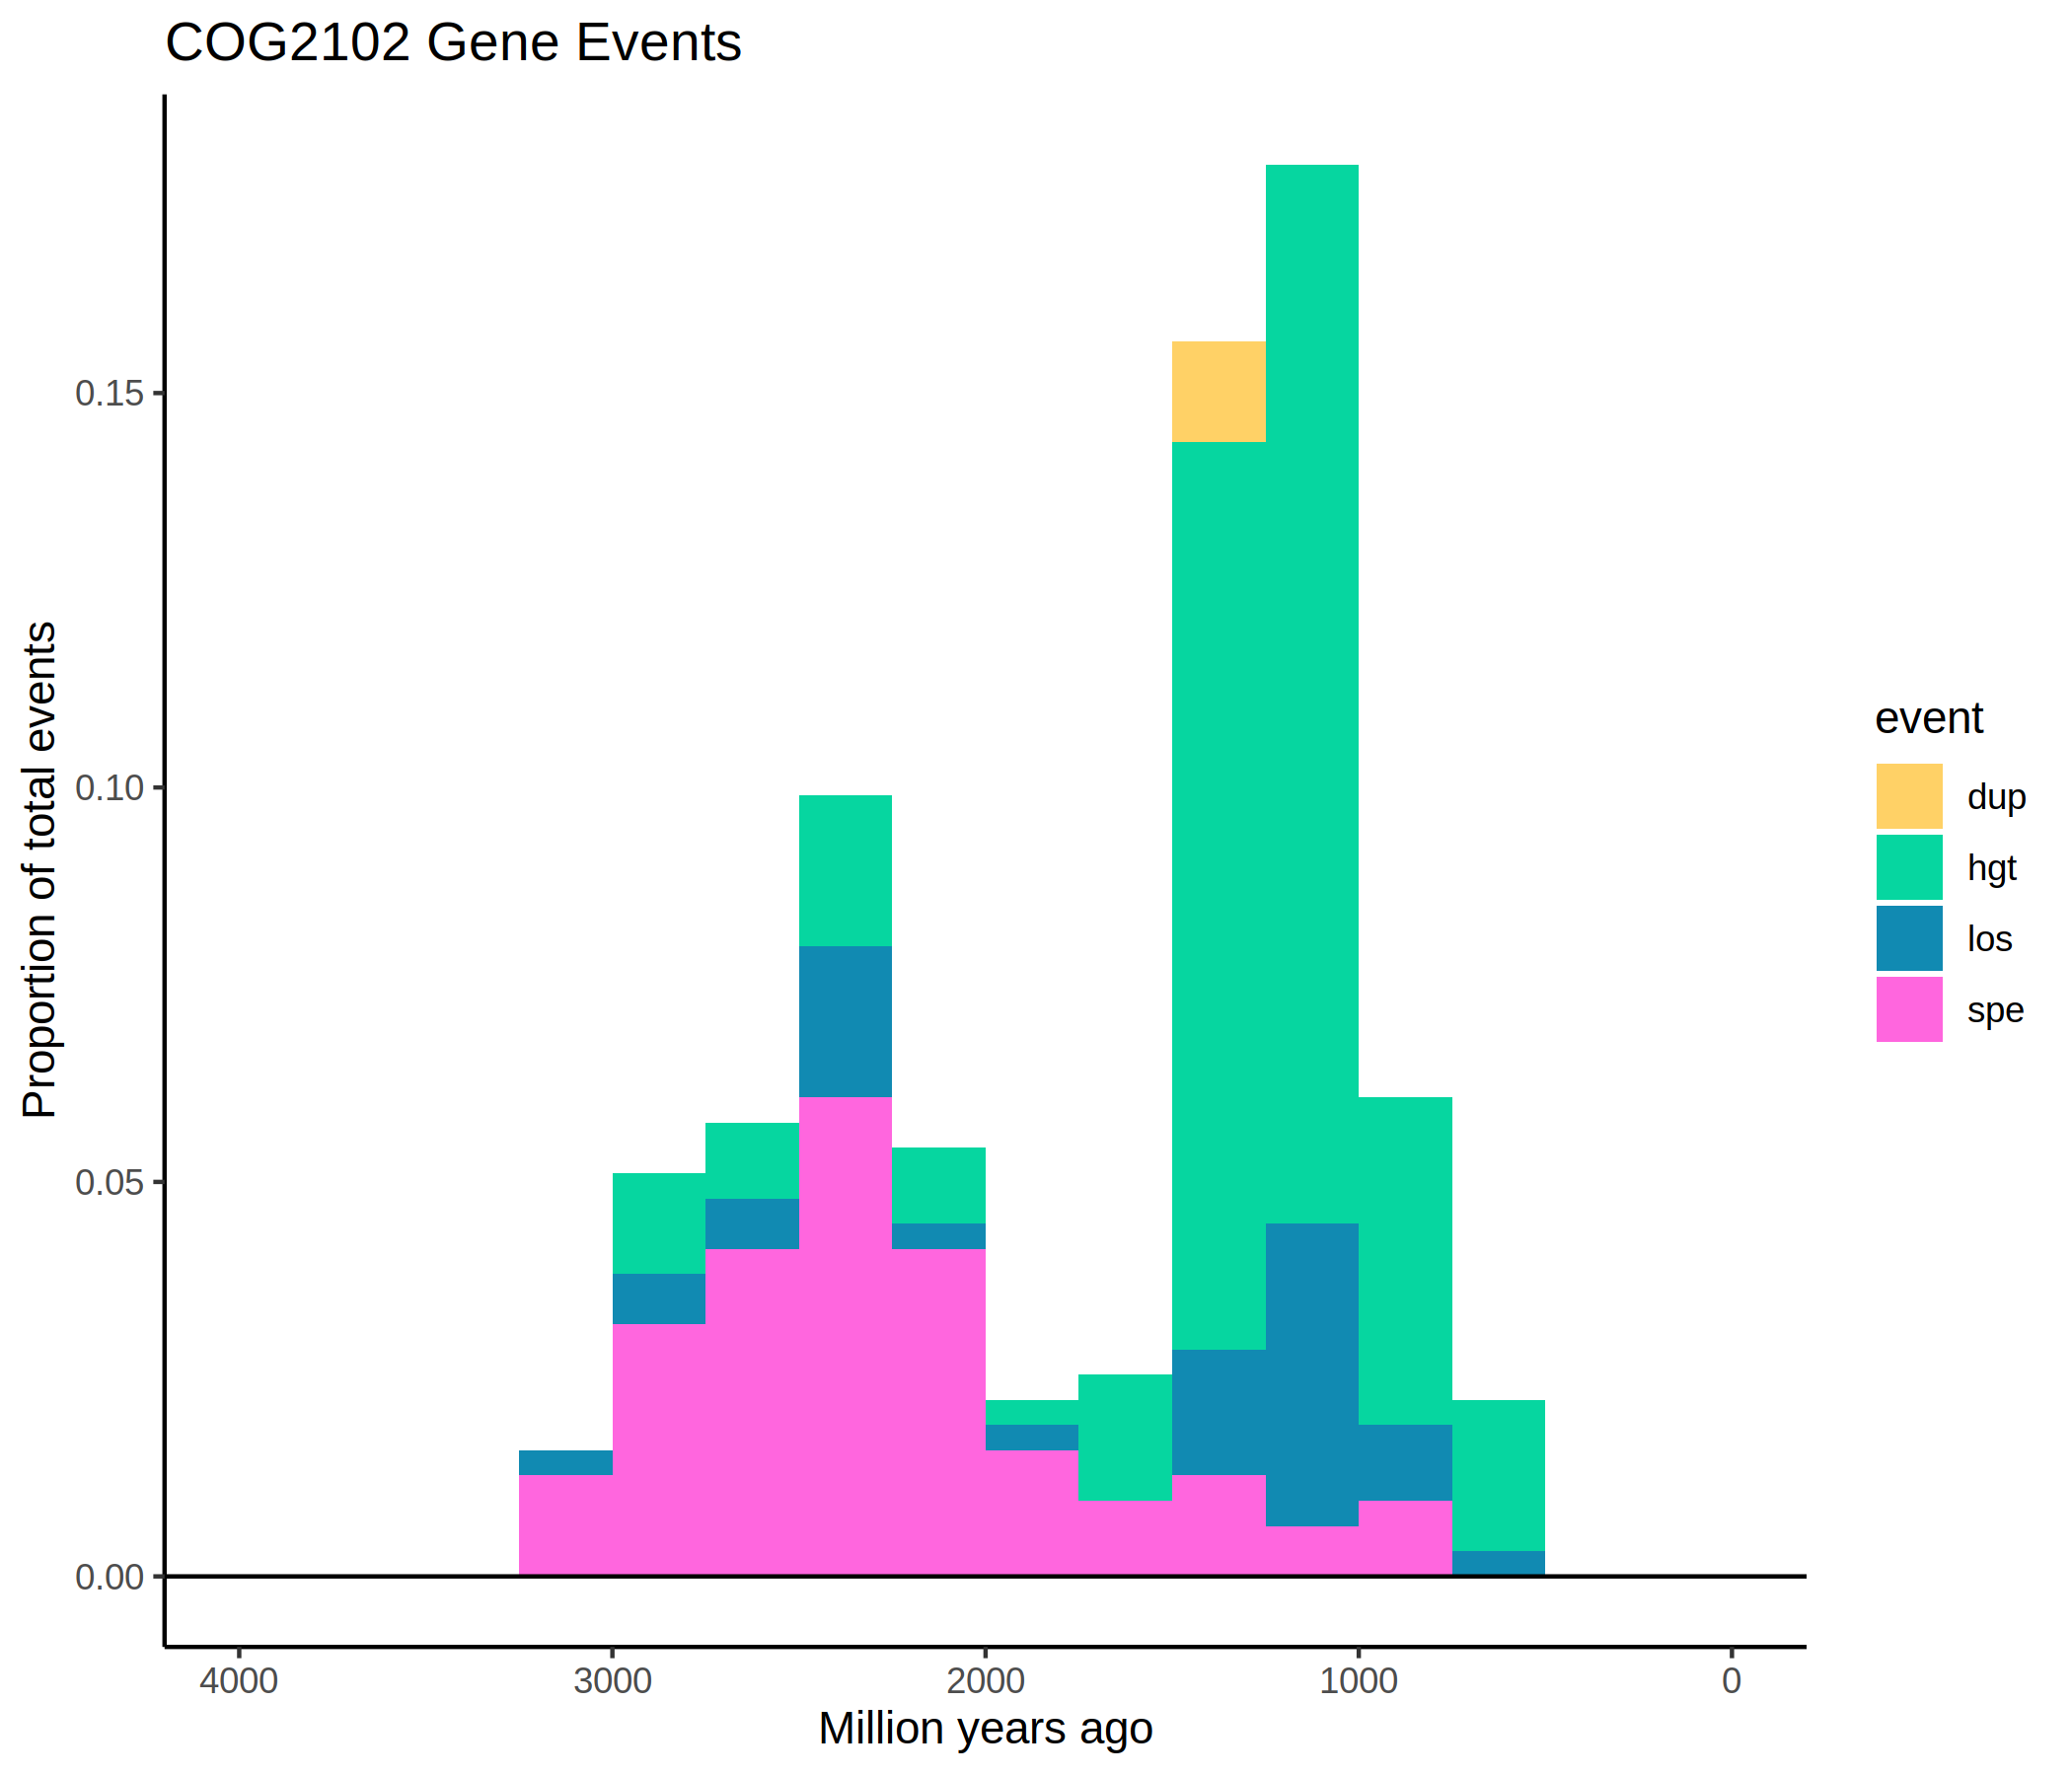 COG2102 Gene Events
Proportion of total events
0.15
0.10
0.05
0.00
4000 3000 2000 1000 0
Million years ago
event
dup
hgt
los
spe